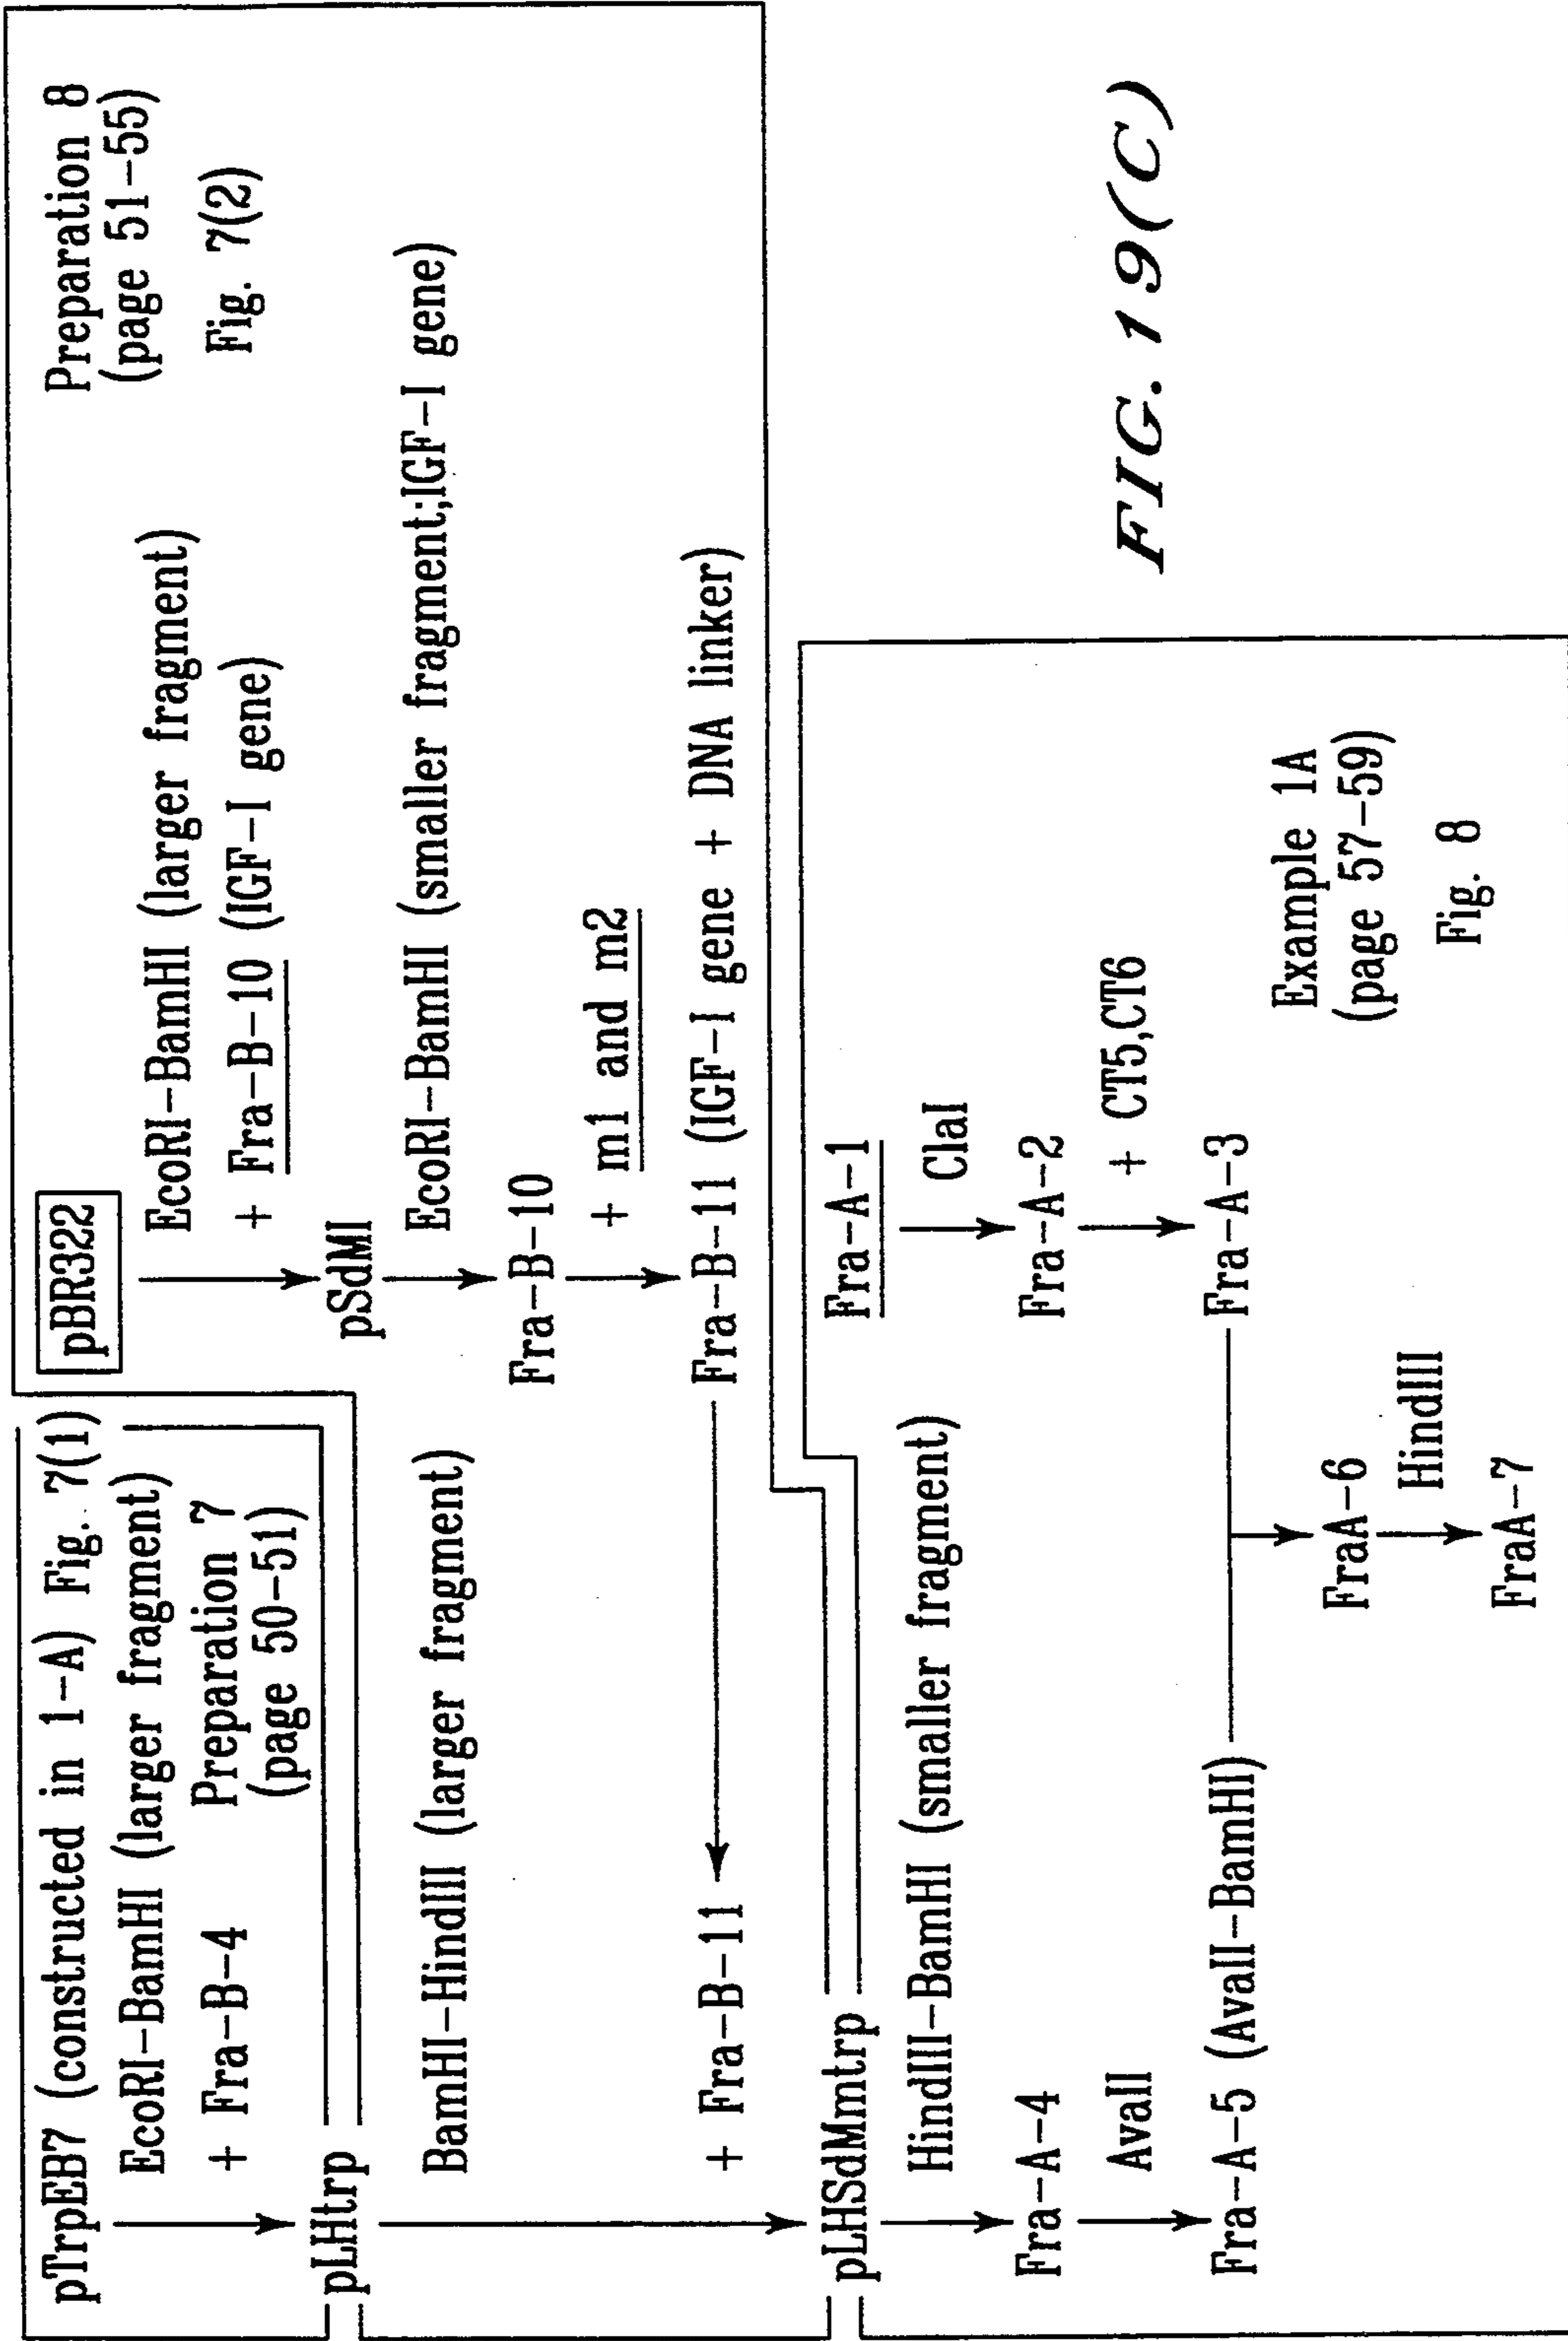 pTrpEB7 (constructed in 1-A) Fig. 7(1)
EcoRI-BamHI (larger fragment)
+ Fra-B-4
Preparation 7
(page 50-51)
pLHtrp
BamHI-HindIII (larger fragment)
+ Fra-B-11
pBR322
Preparation 8
(page 51-55)
Fig. 7(2)
EcoRI-BamHI (larger fragment)
+ Fra-B-10 (IGF-I gene)
pSdMI
EcoRI-BamHI (smaller fragment;IGF-I gene)
Fra-B-10
+ m1 and m2
Fra-B-11 (IGF-I gene + DNA linker)
pLHSdMmtrp
HindIII-BamHI (smaller fragment)
Fra-A-4
AvaII
Fra-A-5 (AvaII-BamHI)
Fra-A-1
ClaI
Fra-A-2
+ CT5,CT6
Fra-A-3
FraA-6
HindIII
FraA-7
Example 1A
(page 57-59)
Fig. 8
FIG. 19(C)